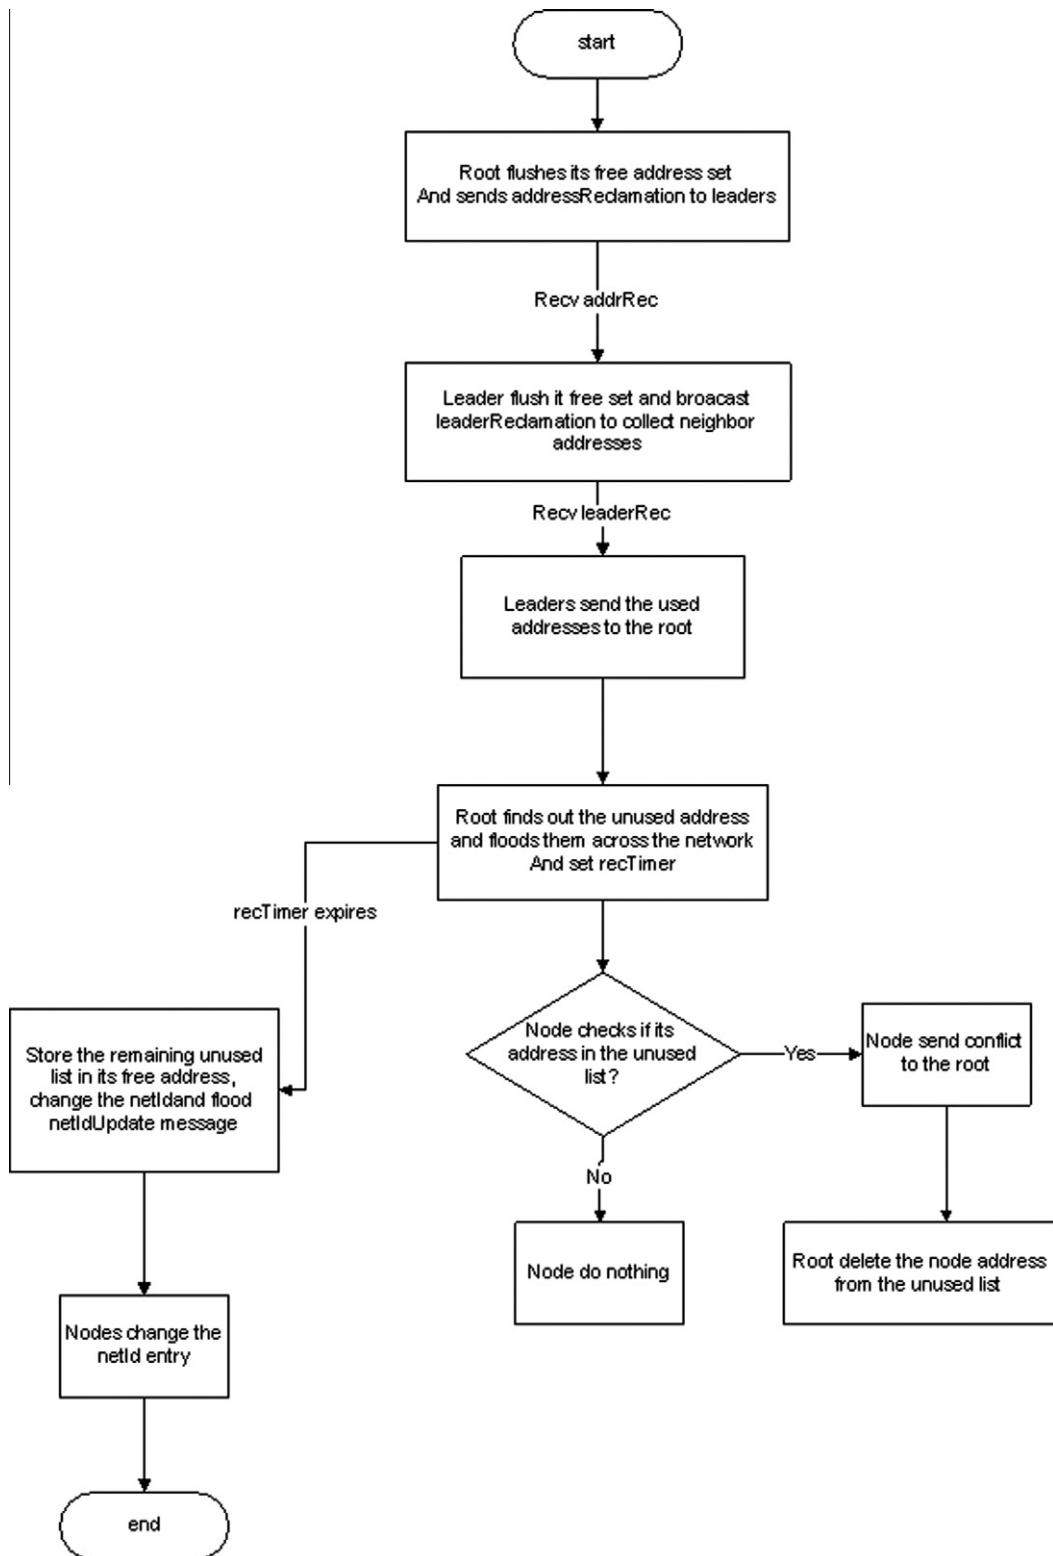 start
Root flushes its free address set
And sends addressReclamation to leaders
Recv addrRec
Leader flush it free set and broacast
leaderReclamation to collect neighbor
addresses
Recv leaderRec
Leaders send the used
addresses to the root
Root finds out the unused address
and floods them across the network
And set recTimer
recTimer expires
Node checks if its
address in the unused
list?
Yes
Node send conflict
to the root
Store the remaining unused
list in its free address,
change the netIdand flood
netIdUpdate message
No
Node do nothing
Root delete the node address
from the unused list
Nodes change the
netId entry
end